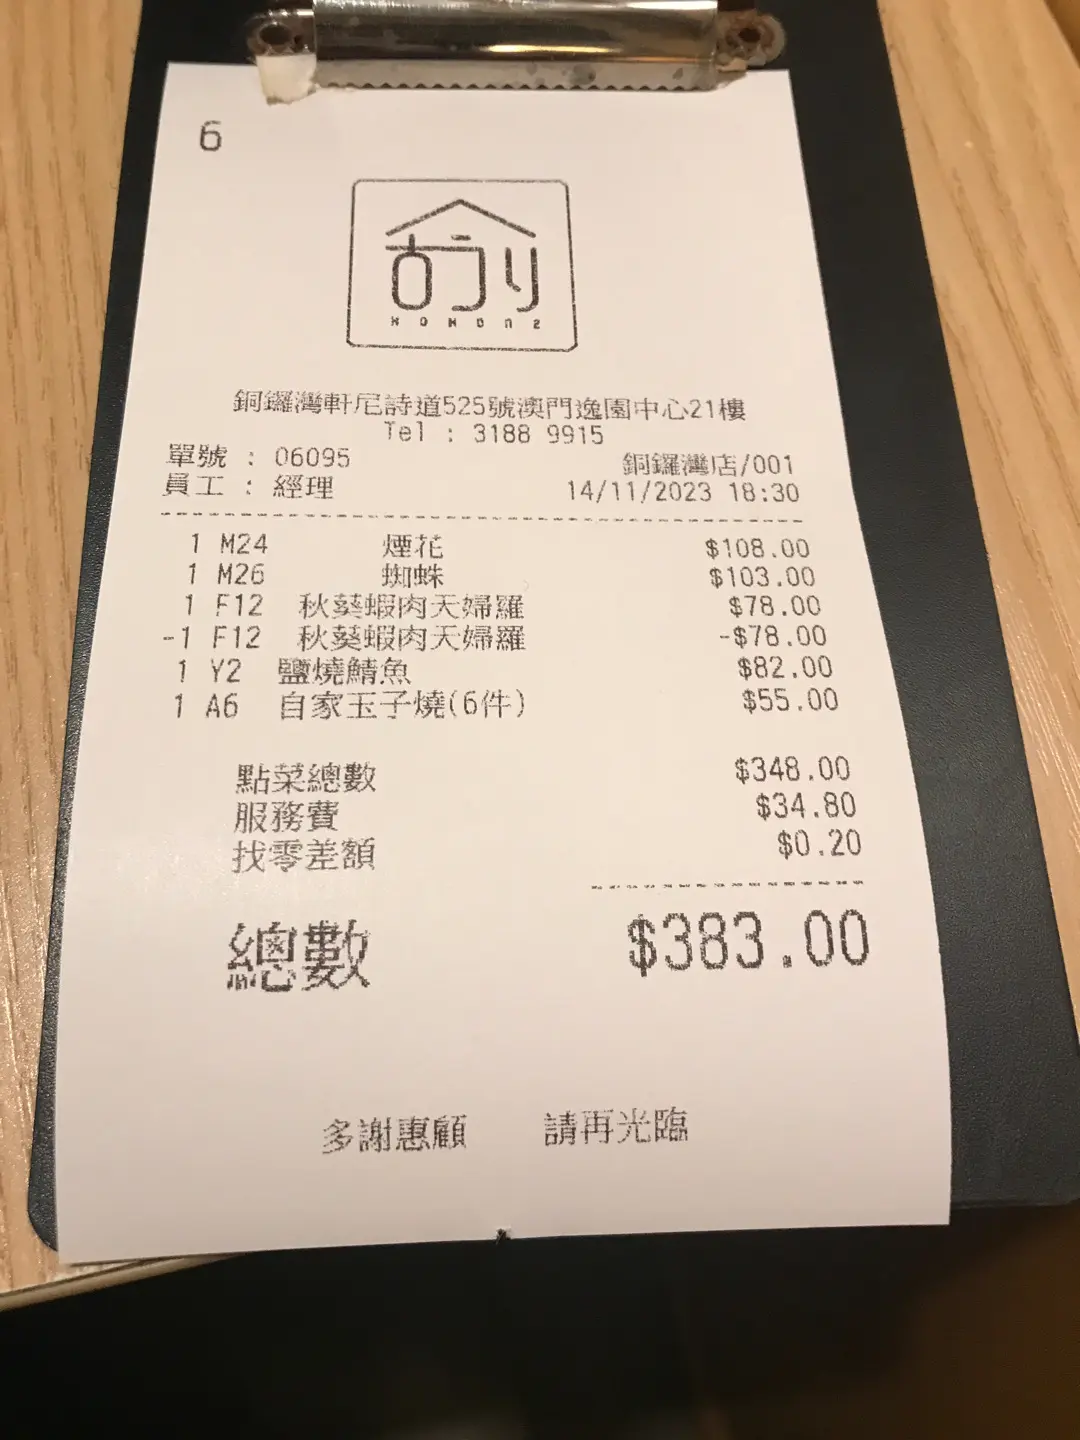 6
銅鑼灣軒尼詩道525號澳門逸園中心21樓
Tel : 3188 9915
單號 : 06095 銅鑼灣店/001
員工 : 經理 14/11/2023 18:30
1 M24 煙花 $108.00
1 M26 蜘蛛 $103.00
1 F12 秋葵蝦肉天婦羅 $78.00
-1 F12 秋葵蝦肉天婦羅 -$78.00
1 Y2 鹽燒鯖魚 $82.00
1 A6 自家玉子燒(6件) $55.00
點菜總數 $348.00
服務費 $34.80
找零差額 $0.20
總數 $383.00
多謝惠顧 請再光臨